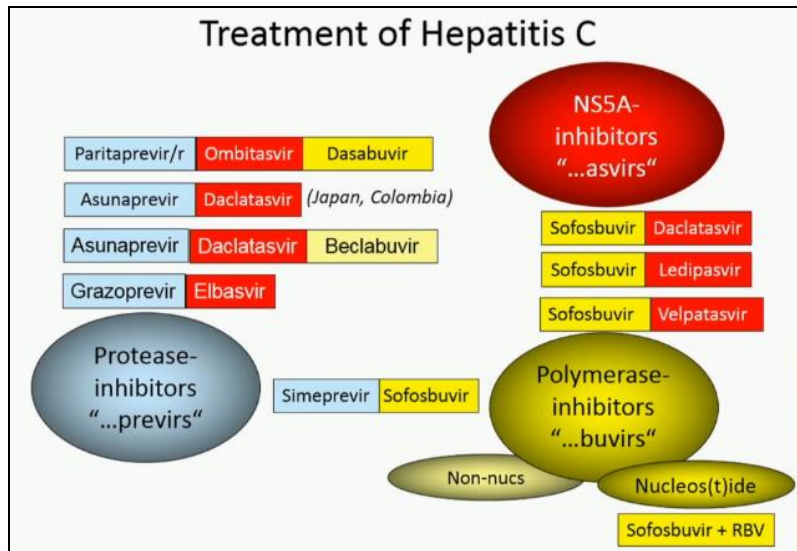 Treatment of Hepatitis C
NS5A-
inhibitors
“...asvirs“
Paritaprevir/r Ombitasvir Dasabuvir
Asunaprevir Daclatasvir (Japan, Colombia)
Asunaprevir Daclatasvir Beclabuvir
Grazoprevir Elbasvir
Sofosbuvir Daclatasvir
Sofosbuvir Ledipasvir
Sofosbuvir Velpatasvir
Protease-
inhibitors
“...previrs“
Simeprevir Sofosbuvir
Polymerase-
inhibitors
“...buvirs“
Non-nucs
Nucleos(t)ide
Sofosbuvir + RBV